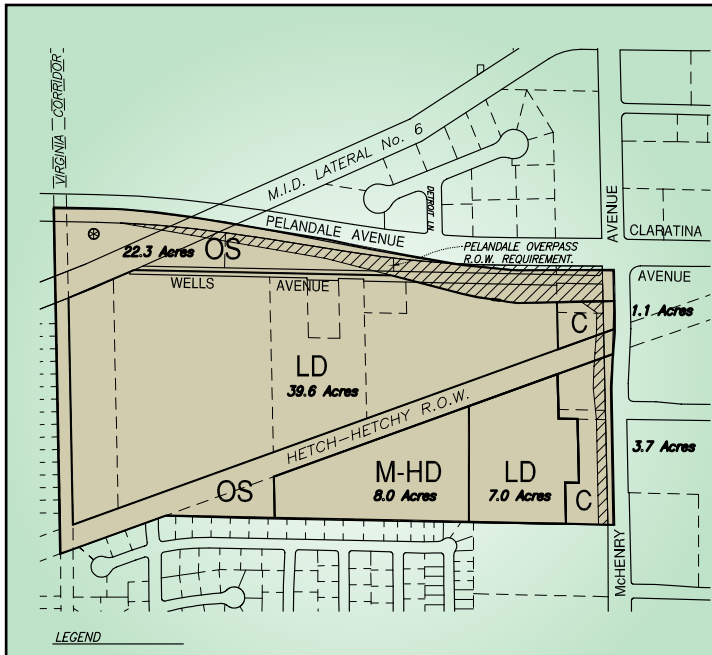 VIRGINIA CORRIDOR
M.I.D. LATERAL No. 6
DETROIT LN.
AVENUE
CLARATINA
PELANDALE AVENUE
PELANDALE OVERPASS
R.O.W. REQUIREMENT.
22.3 Acres
OS
WELLS AVENUE
AVENUE
1.1 Acres
C
LD
39.6 Acres
HETCH-HETCHY R.O.W.
3.7 Acres
OS
M-HD
8.0 Acres
LD
7.0 Acres
C
McHENRY
LEGEND